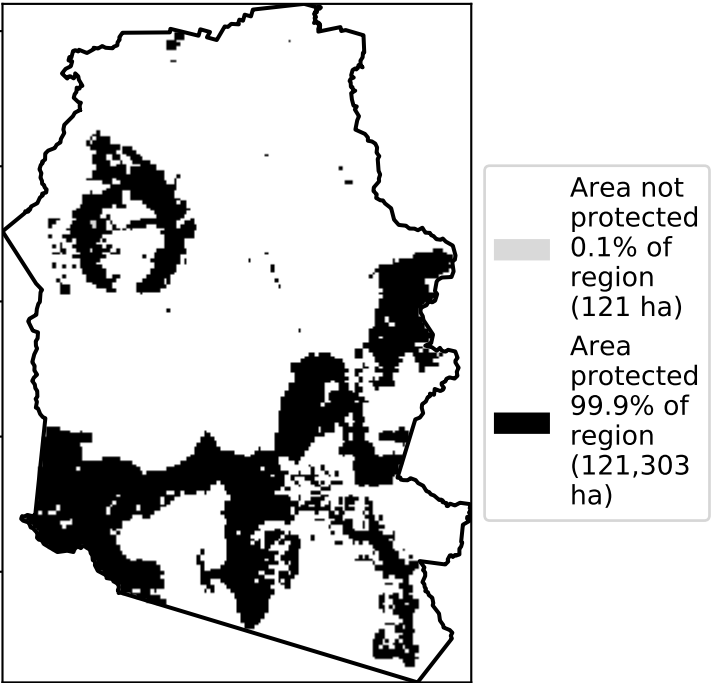 Area not
protected
0.1% of
region
(121 ha)
Area
protected
99.9% of
region
(121,303
ha)